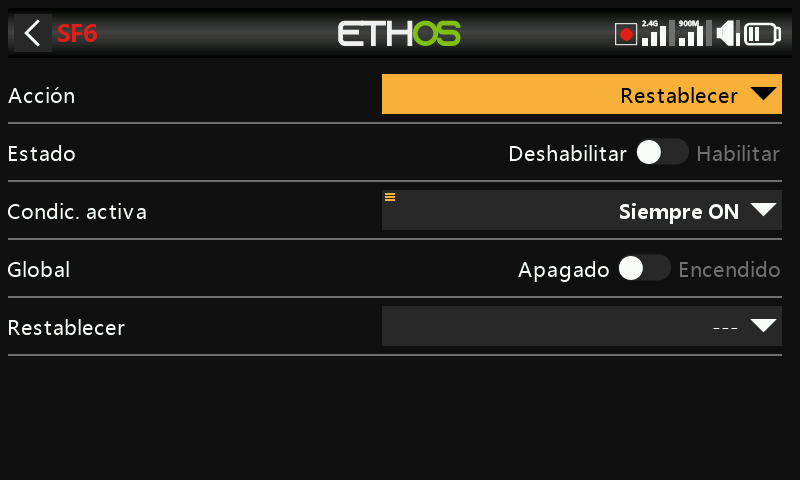 SF6 ETHOS 2.4G 900M
Acción Restablecer
Estado Deshabilitar Habilitar
Condic. activa Siempre ON
Global Apagado Encendido
Restablecer ---